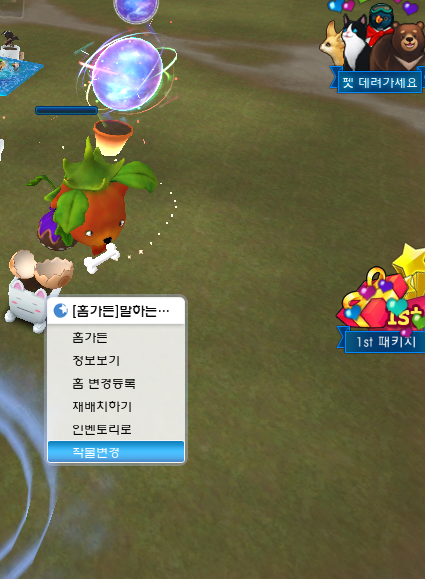 펫 데려가세요
[홈가든]말하는…
홈가든
정보보기
홈 변경등록
재배치하기
인벤토리로
작물변경
1st
1st 패키지